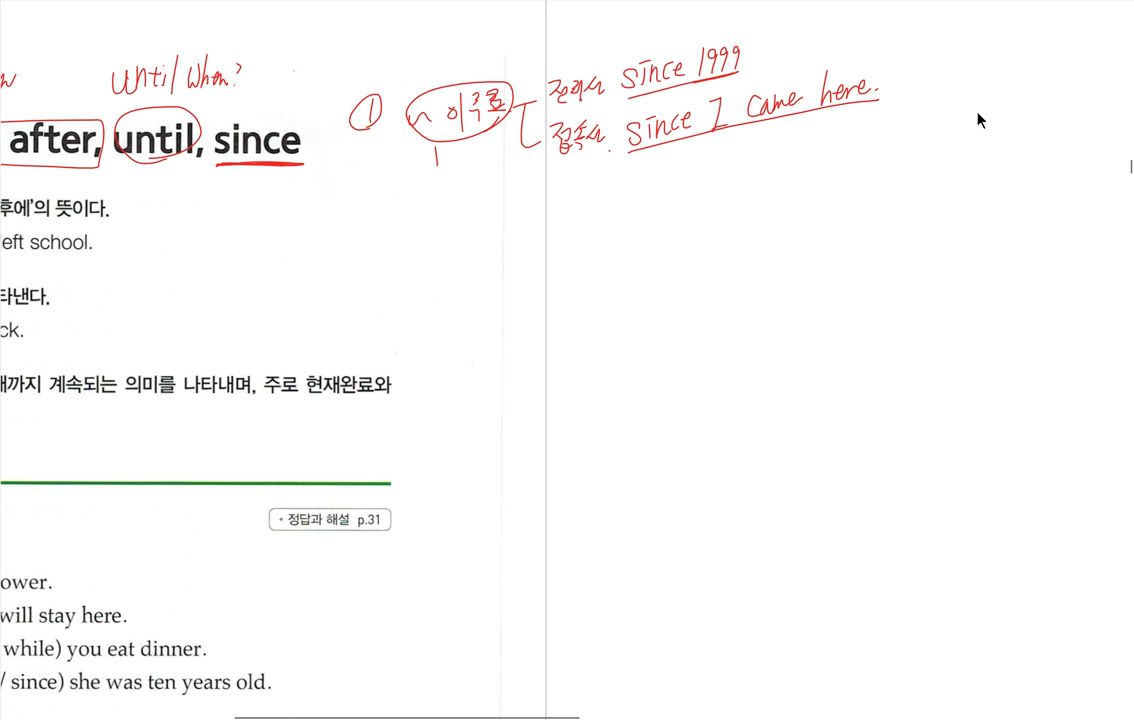 until when?
after, until, since
① ~ 이후로
전치사 since 1999
접속사. since I came here.
후에'의 뜻이다.
eft school.
타낸다.
ck.
까지 계속되는 의미를 나타내며, 주로 현재완료와
• 정답과 해설 p.31
ower.
will stay here.
while) you eat dinner.
/ since) she was ten years old.